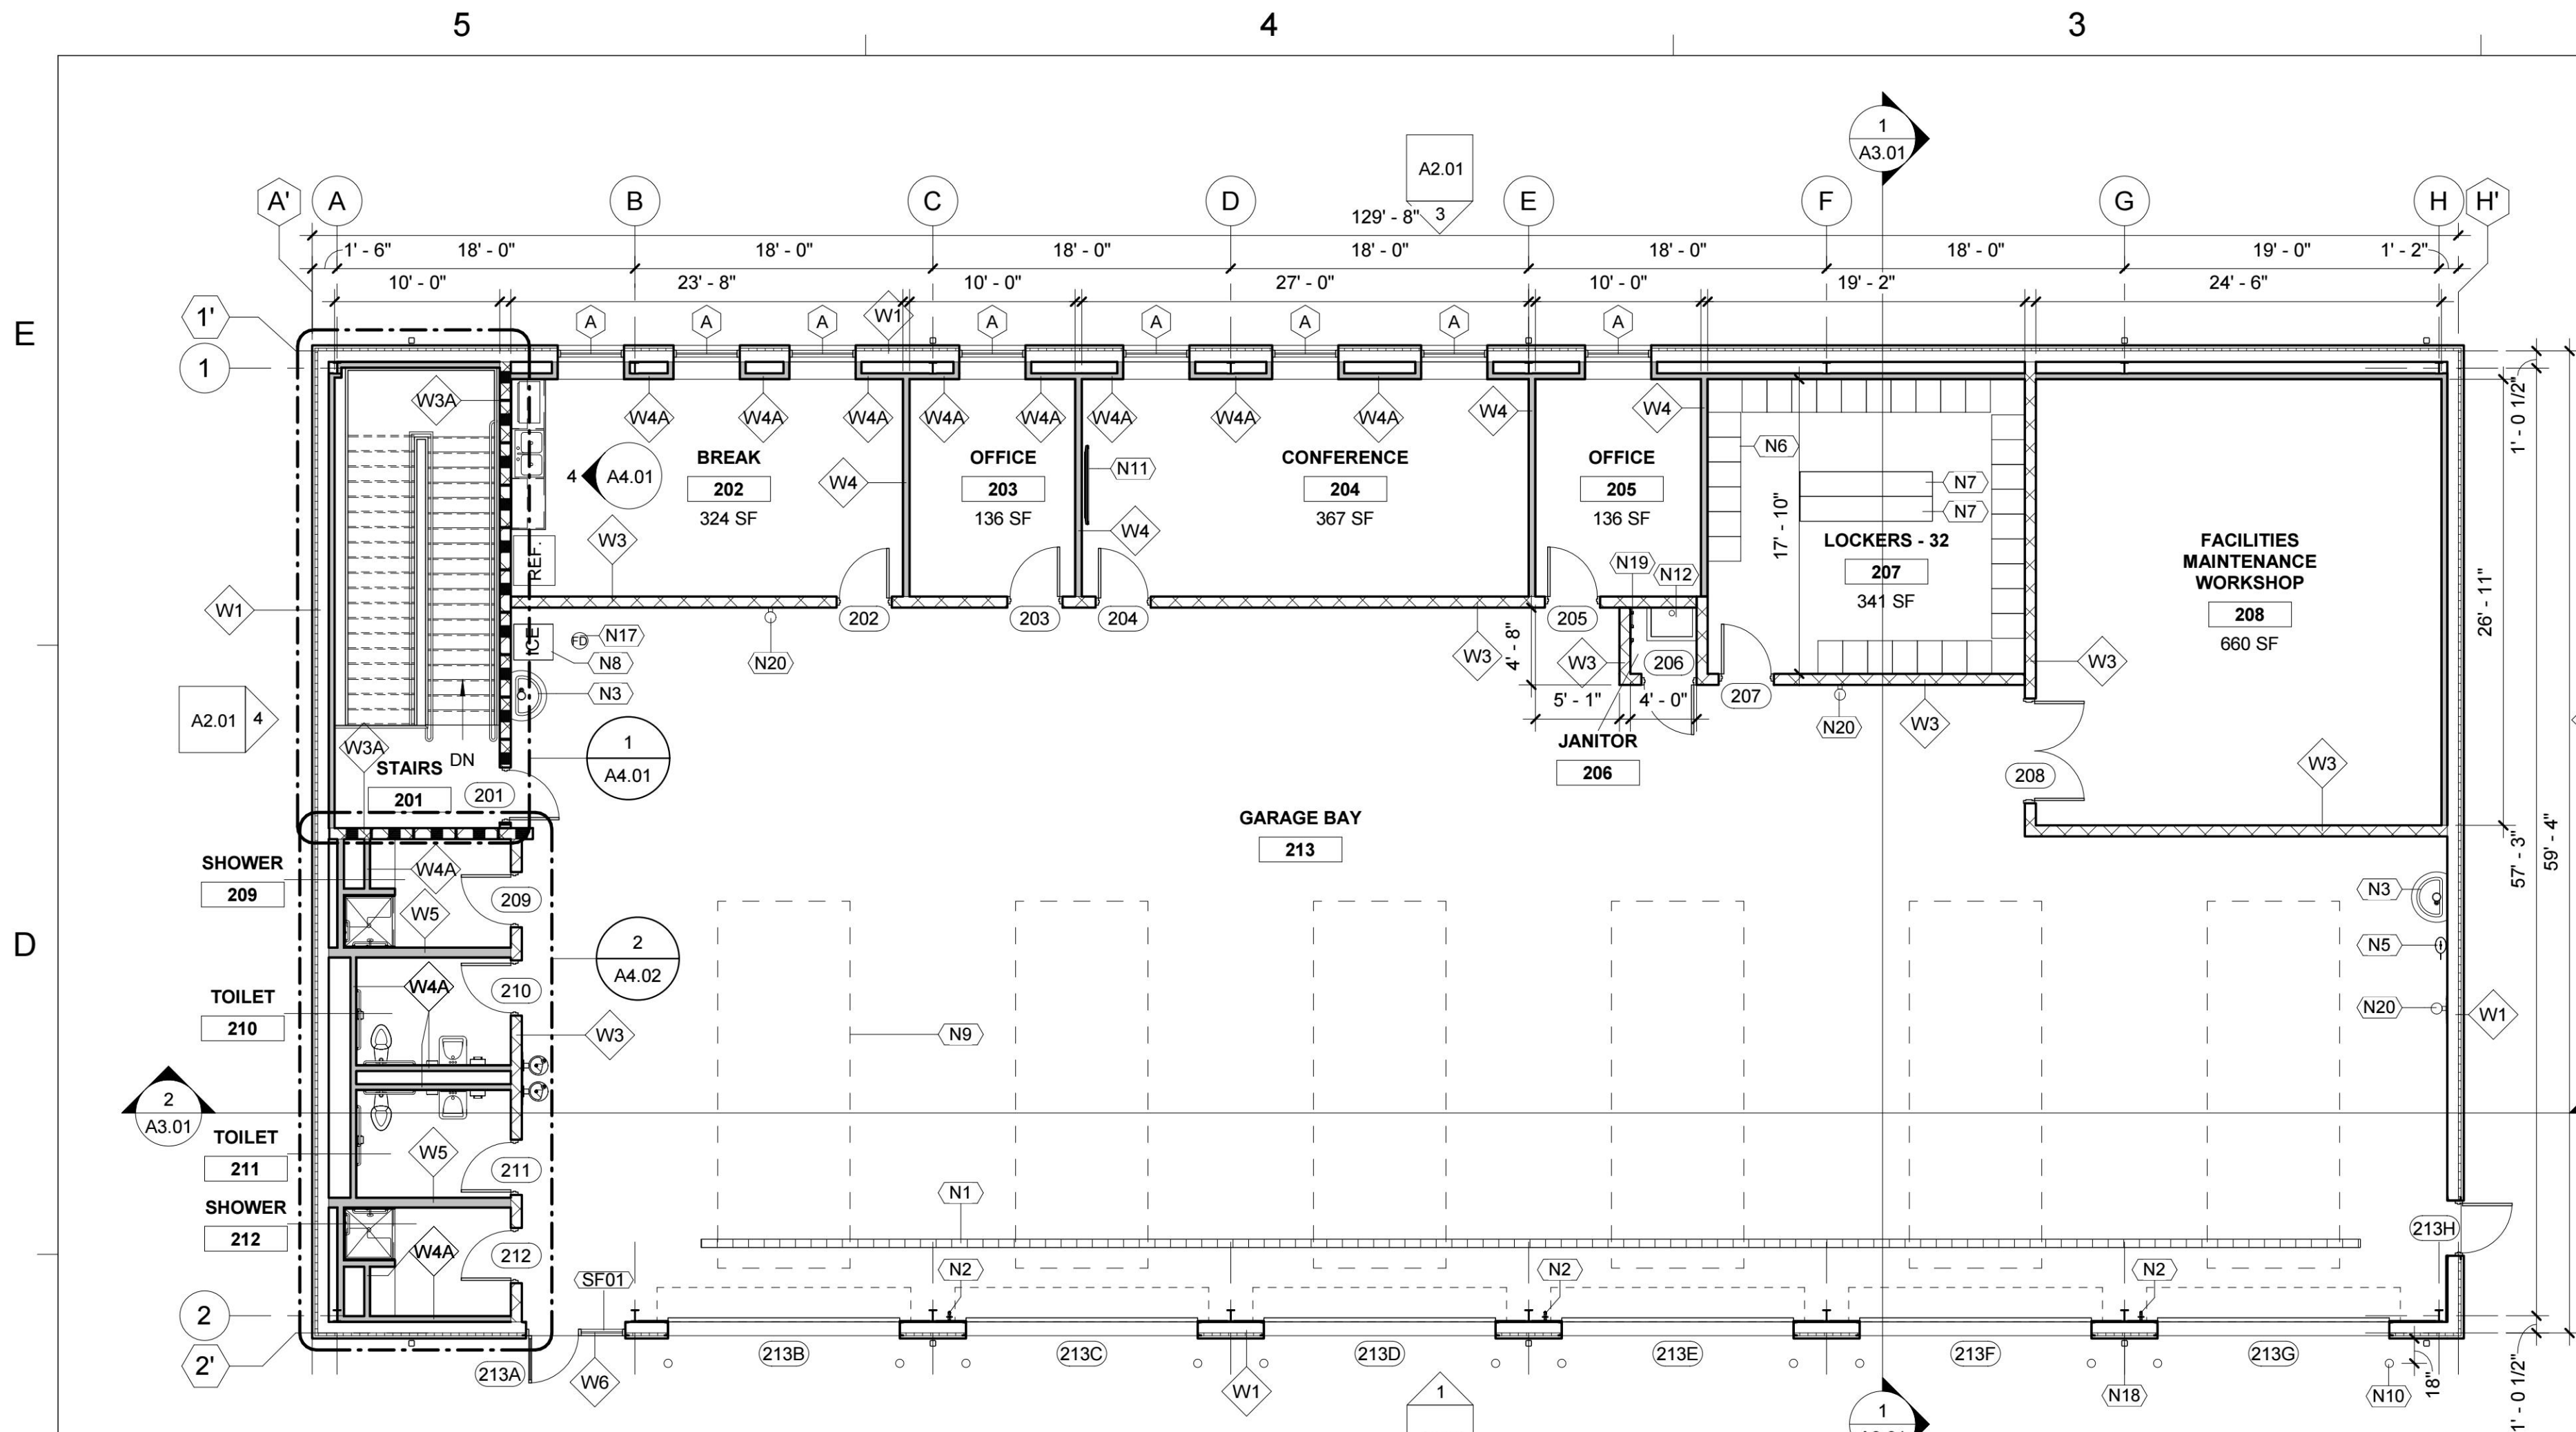 5 4 3
1
A3.01
A2.01
3
A' A B C D E F G H H'
129' - 8"
1' - 6" 18' - 0" 18' - 0" 18' - 0" 18' - 0" 18' - 0" 18' - 0" 19' - 0" 1' - 2"
10' - 0" 23' - 8" 10' - 0" 27' - 0" 10' - 0" 19' - 2" 24' - 6"
W1
1' A A A A A A A A
E
1
1' - 0 1/2"
W3A W4A W4A W4A W4A W4A W4A W4A W4A W4 W4
N6
BREAK OFFICE CONFERENCE OFFICE
4 A4.01 N11
202 203 204 205
W4 N7
324 SF 136 SF 367 SF 136 SF
N7
W4
17' - 10"
W3
LOCKERS - 32
207
341 SF
FACILITIES
MAINTENANCE
WORKSHOP
208
660 SF
REF.
N19 N12
26' - 11"
W1
202 203 204 205
ICE
FD N17
N8
N20
W3
4' - 8"
W3
206
W3
N3
207
5' - 1" 4' - 0"
A2.01 4
N20
W3
W3A
DN
1
A4.01
JANITOR
206
STAIRS
201
201
208
W3
GARAGE BAY
213
57' - 3"
59' - 4"
SHOWER
209
W4A
209
W5
N3
D
2
A4.02
N5
TOILET
210
W4A
210
N20
W1
W3
N9
2
A3.01
TOILET
211
W5
211
N1
SHOWER
212
W4A
212
213H
SF01
N2 N2 N2
2
2'
213A
W6
213B 213C 213D 213E 213F 213G
W1
1
N18
N10
18"
1' - 0 1/2"
1